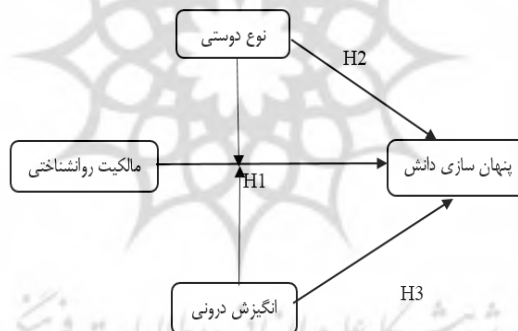 نوع دوستی
H2
مالکیت روانشناختی
پنهان سازی دانش
H1
انگیزش درونی
H3